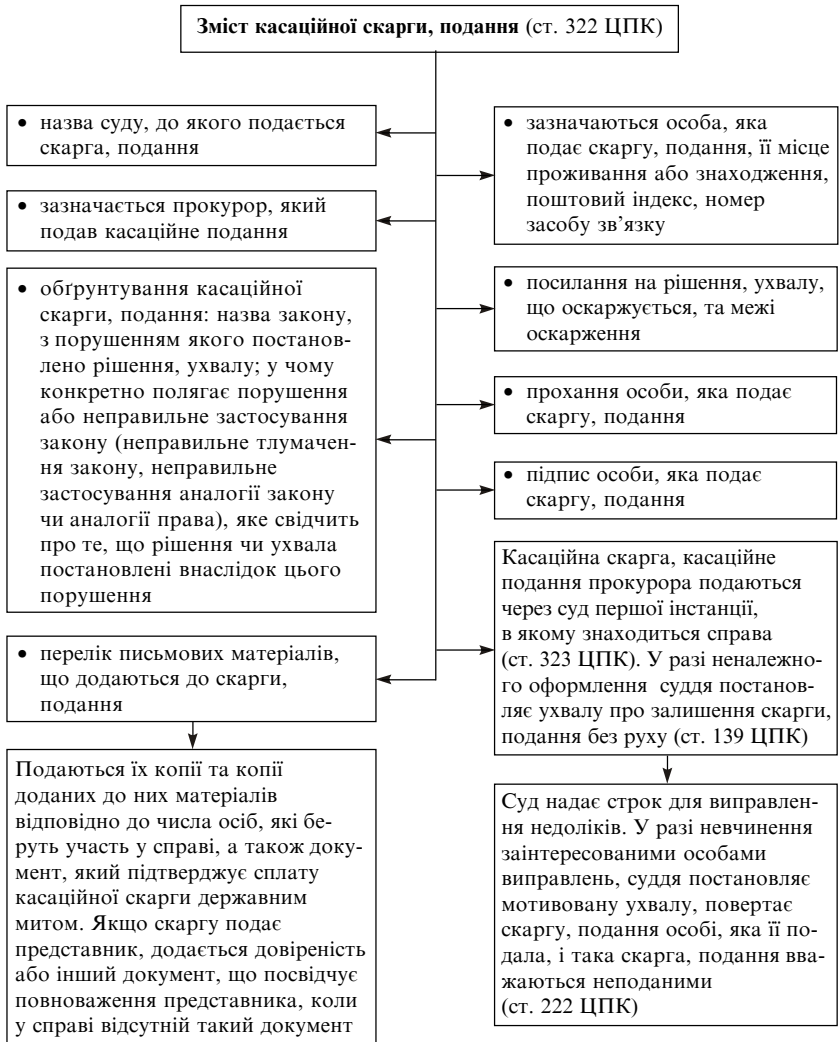 Зміст касаційної скарги, подання (ст. 322 ЦПК)
• назва суду, до якого подається
скарга, подання
• зазначається прокурор, який
подав касаційне подання
• обґрунтування касаційної
скарги, подання: назва закону,
з порушенням якого постанов-
лено рішення, ухвалу; у чому
конкретно полягає порушення
або неправильне застосування
закону (неправильне тлумачен-
ня закону, неправильне
застосування аналогії закону
чи аналогії права), яке свідчить
про те, що рішення чи ухвала
постановлені внаслідок цього
порушення
• перелік письмових матеріалів,
що додаються до скарги,
подання
Подаються їх копії та копії
доданих до них матеріалів
відповідно до числа осіб, які бе-
руть участь у справі, а також доку-
мент, який підтверджує сплату
касаційної скарги державним
митом. Якщо скаргу подає
представник, додається довіреність
або інший документ, що посвідчує
повноваження представника, коли
у справі відсутній такий документ
• зазначаються особа, яка
подає скаргу, подання, її місце
проживання або знаходження,
поштовий індекс, номер
засобу зв'язку
• посилання на рішення, ухвалу,
що оскаржується, та межі
оскарження
• прохання особи, яка подає
скаргу, подання
• підпис особи, яка подає
скаргу, подання
Касаційна скарга, касаційне
подання прокурора подаються
через суд першої інстанції,
в якому знаходиться справа
(ст. 323 ЦПК). У разі неналежно-
го оформлення суддя постанов-
ляє ухвалу про залишення скарги,
подання без руху (ст. 139 ЦПК)
Суд надає строк для виправлен-
ня недоліків. У разі невчинення
заінтересованими особами
виправлень, суддя постановляє
мотивовану ухвалу, повертає
скаргу, подання особі, яка її по-
дала, і така скарга, подання вва-
жаються неподаними
(ст. 222 ЦПК)